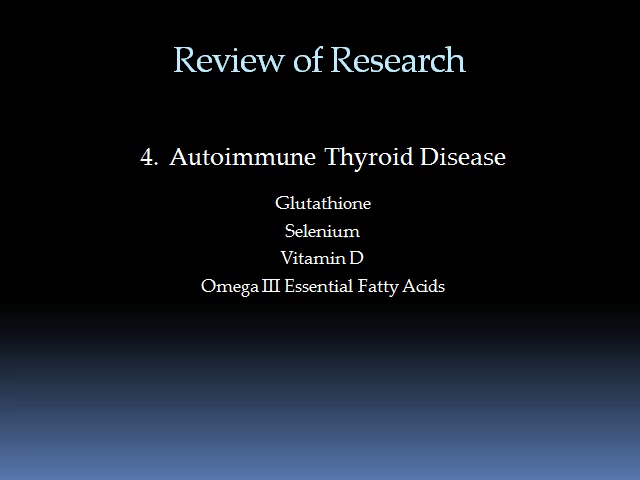 Review of Research
4. Autoimmune Thyroid Disease
Glutathione
Selenium
Vitamin D
Omega III Essential Fatty Acids